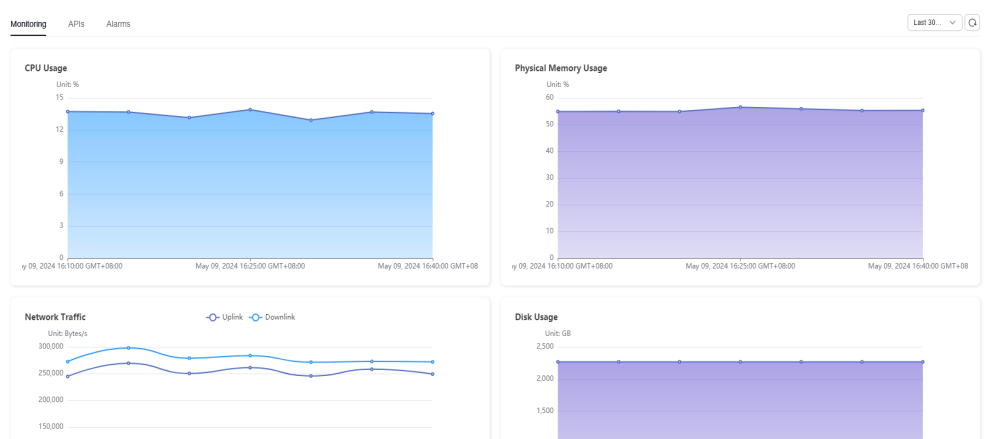 Monitoring APIs Alarms Last 30...
CPU Usage
Unit: %
15
12
9
6
3
0
y 09, 2024 16:10:00 GMT+08:00 May 09, 2024 16:25:00 GMT+08:00 May 09, 2024 16:40:00 GMT+08
Physical Memory Usage
Unit: %
60
50
40
30
20
10
0
y 09, 2024 16:10:00 GMT+08:00 May 09, 2024 16:25:00 GMT+08:00 May 09, 2024 16:40:00 GMT+08
Network Traffic Uplink Downlink
Unit: Bytes/s
300,000
250,000
200,000
150,000
Disk Usage
Unit: GB
2,500
2,000
1,500